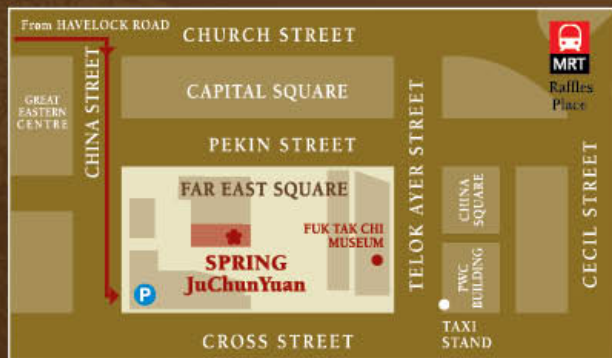 From HAVELOCK ROAD
CHURCH STREET
MRT
Raffles
Place
CHINA STREET
GREAT
EASTERN
CENTRE
CAPITAL SQUARE
PEKIN STREET
TELOK AYER STREET
CECIL STREET
FAR EAST SQUARE
CHINA
SQUARE
FUK TAK CHI
MUSEUM
SPRING
JuChunYuan
P
PWC
BUILDING
TAXI
STAND
CROSS STREET